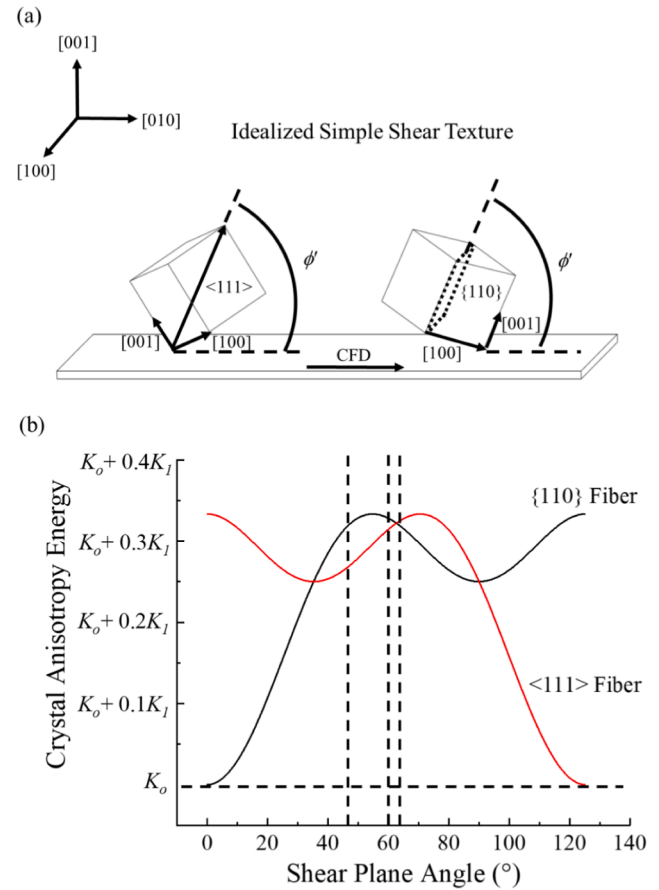 (a)
[001]
[010]
[100]
Idealized Simple Shear Texture
ϕ′
ϕ′
<111>
{110}
[001]
[100]
[001]
[100]
CFD
(b)
Crystal Anisotropy Energy
Ko+ 0.4K1
Ko+ 0.3K1
Ko+ 0.2K1
Ko+ 0.1K1
Ko
{110} Fiber
<111> Fiber
0 20 40 60 80 100 120 140
Shear Plane Angle (°)